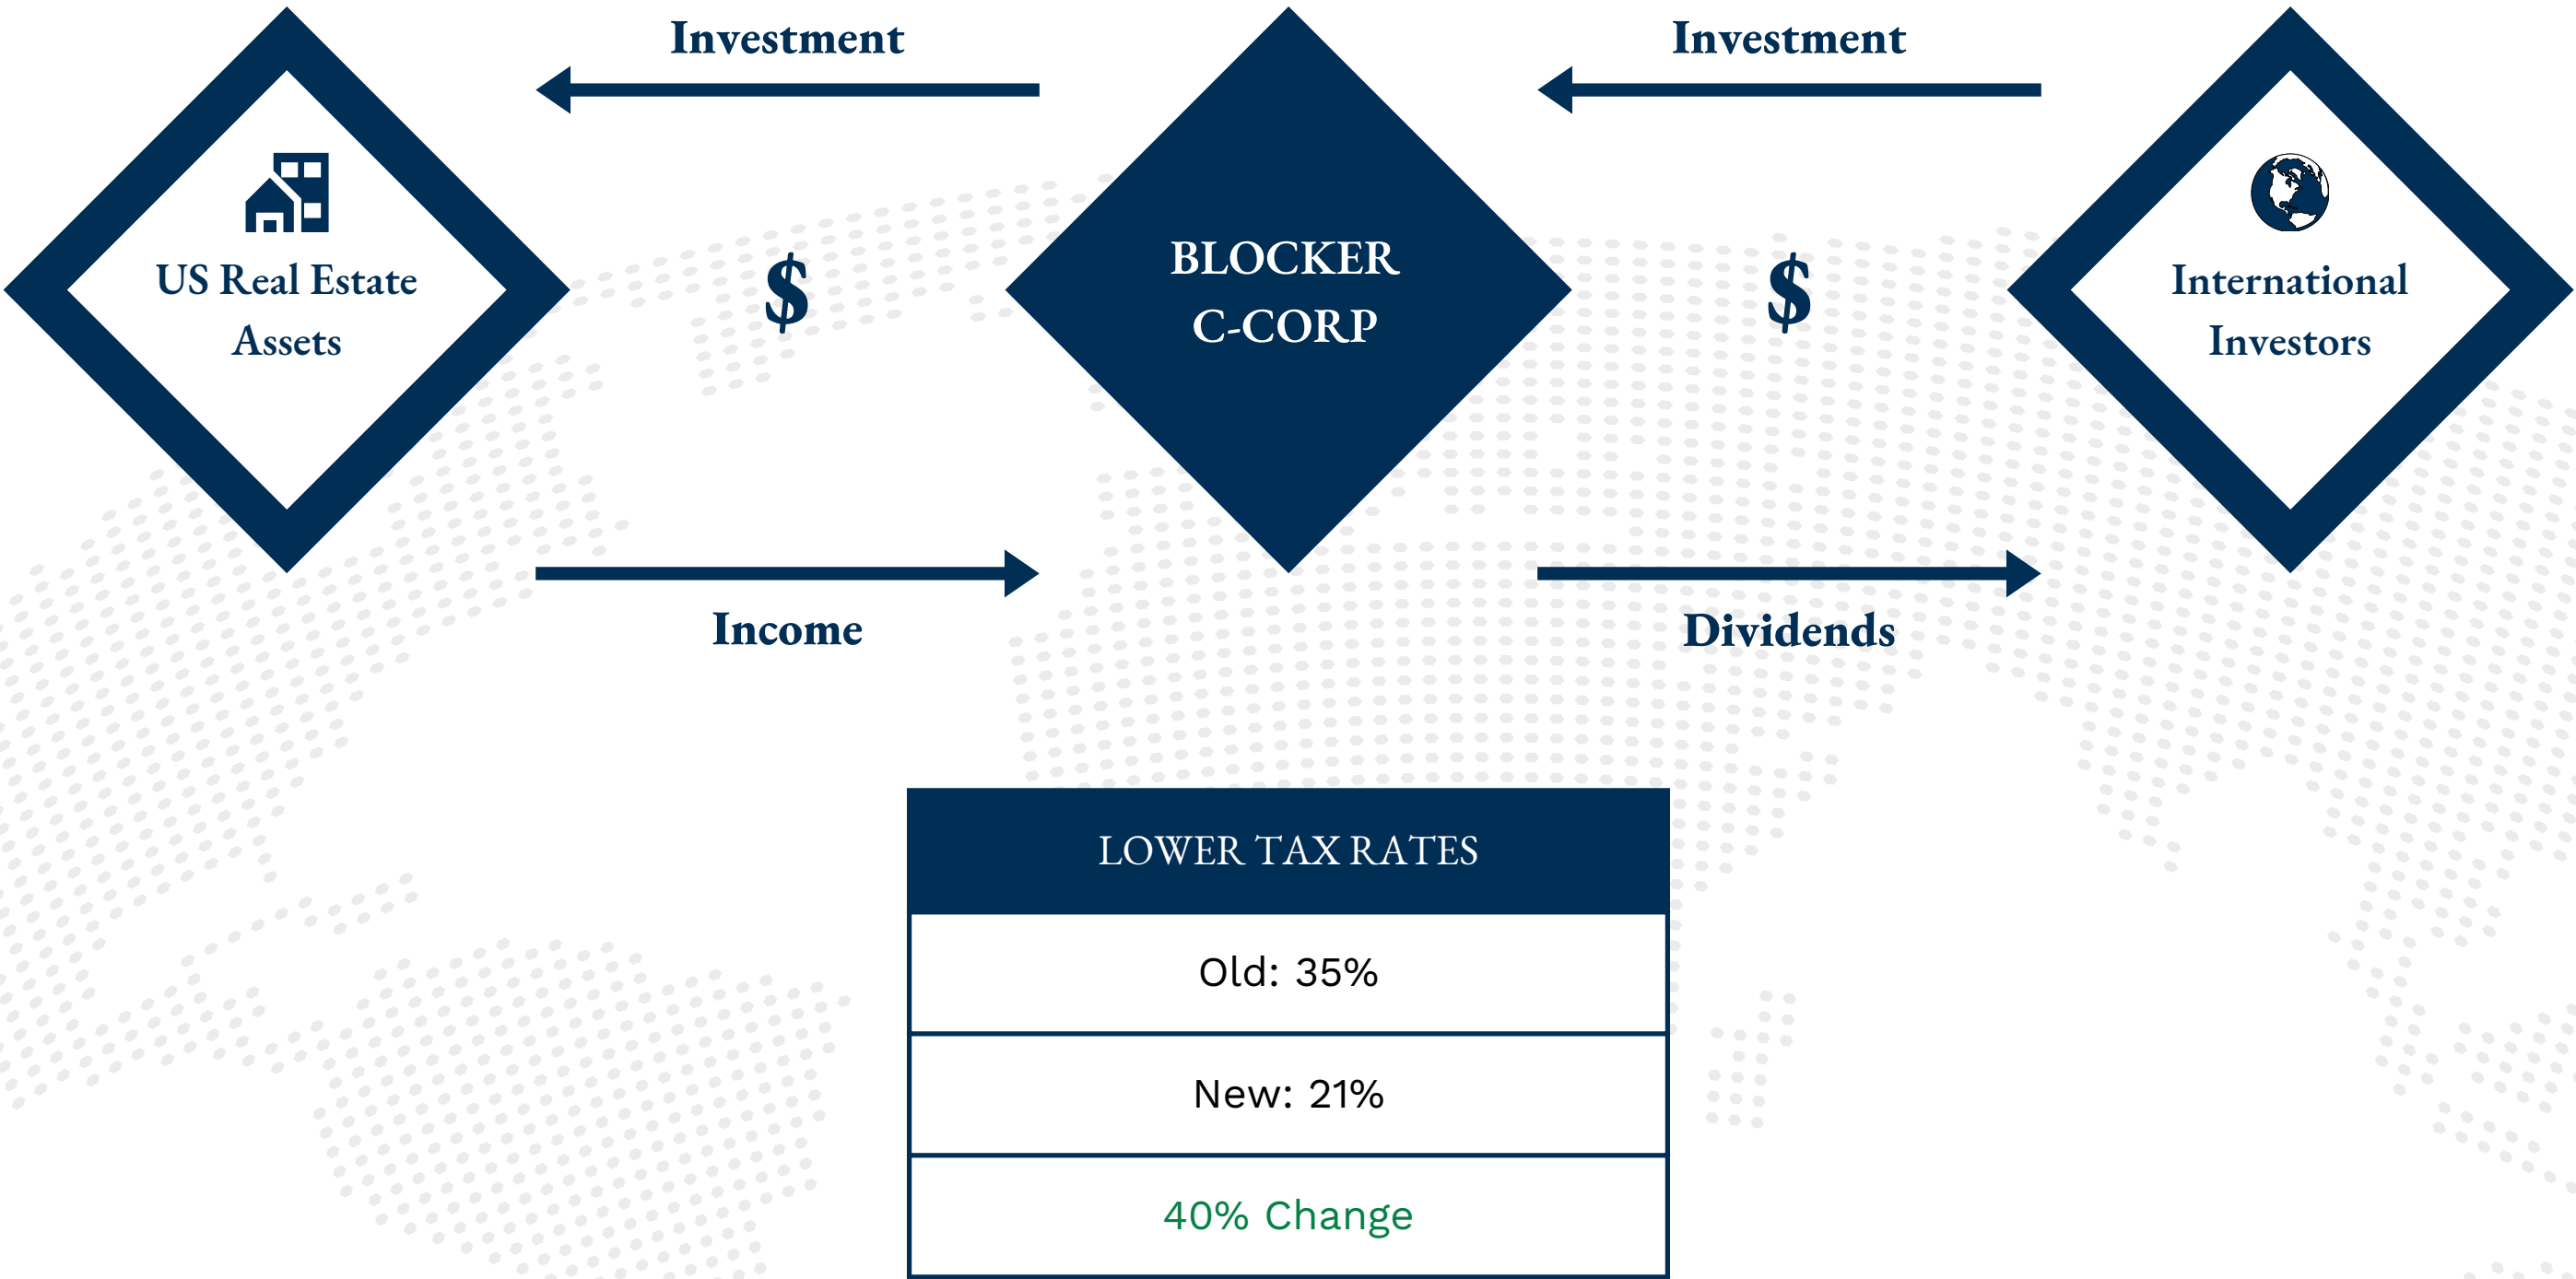 Investment
Investment
US Real Estate
Assets
$
BLOCKER
C-CORP
$
International
Investors
Income
Dividends
LOWER TAX RATES
Old: 35%
New: 21%
40% Change